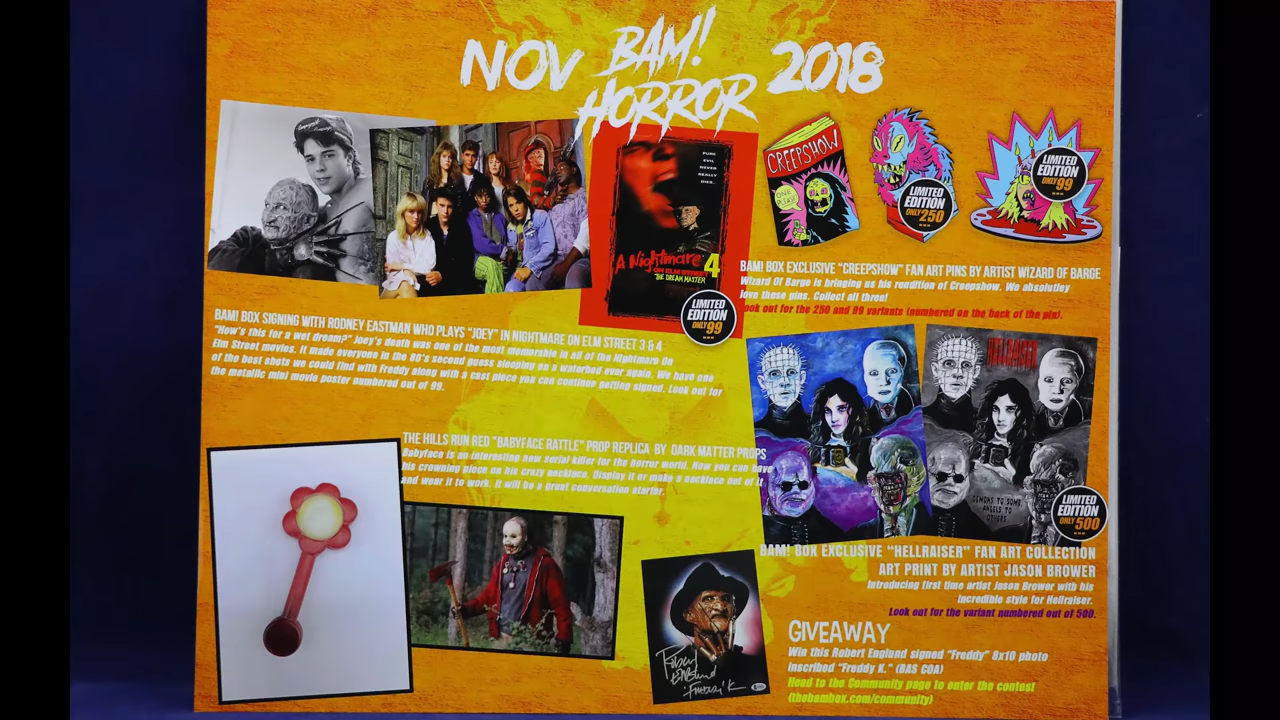 NOV BAM! HORROR 2018
PURE
EVIL
NEVER
REALLY
DIES...
A Nightmare
ON ELM STREET 4
THE DREAM MASTER
LIMITED
EDITION
ONLY 99
BAM! BOX SIGNING WITH RODNEY EASTMAN WHO PLAYS "JOEY" IN NIGHTMARE ON ELM STREET 3 & 4
"How's this for a wet dream?" Joey's death was one of the most memorable in all of the Nightmare On
Elm Street movies. It made everyone in the 80's second guess sleeping on a waterbed ever again. We have one
of the best shots we could find with Freddy along with a cast piece you can continue getting signed. Look out for
the metallic mini movie poster numbered out of 99.
CREEPSHOW
LIMITED
EDITION
ONLY 250
LIMITED
EDITION
ONLY 99
BAM! BOX EXCLUSIVE "CREEPSHOW" FAN ART PINS BY ARTIST WIZARD OF BARGE
Wizard Of Barge is bringing us his rendition of Creepshow. We absolutley
love these pins. Collect all three!
Look out for the 250 and 99 variants (numbered on the back of the pin).
THE HILLS RUN RED "BABYFACE RATTLE" PROP REPLICA BY DARK MATTER PROPS
Babyface is an interesting new serial killer for the horror world. Now you can have
his crowning piece on his crazy necklace. Display it or make a necklace out of it
and wear it to work. It will be a great conversation starter.
HELLRAISER
DEMONS TO SOME
ANGELS TO
OTHERS
LIMITED
EDITION
ONLY 500
BAM! BOX EXCLUSIVE "HELLRAISER" FAN ART COLLECTION
ART PRINT BY ARTIST JASON BROWER
Introducing first time artist Jason Brower with his
incredible style for Hellraiser.
Look out for the variant numbered out of 500.
Robert
Englund
'Freddy' K
GIVEAWAY
Win this Robert Englund signed "Freddy" 8x10 photo
inscribed "Freddy K." (BAS COA)
Head to the Community page to enter the contest
(thebambox.com/community)